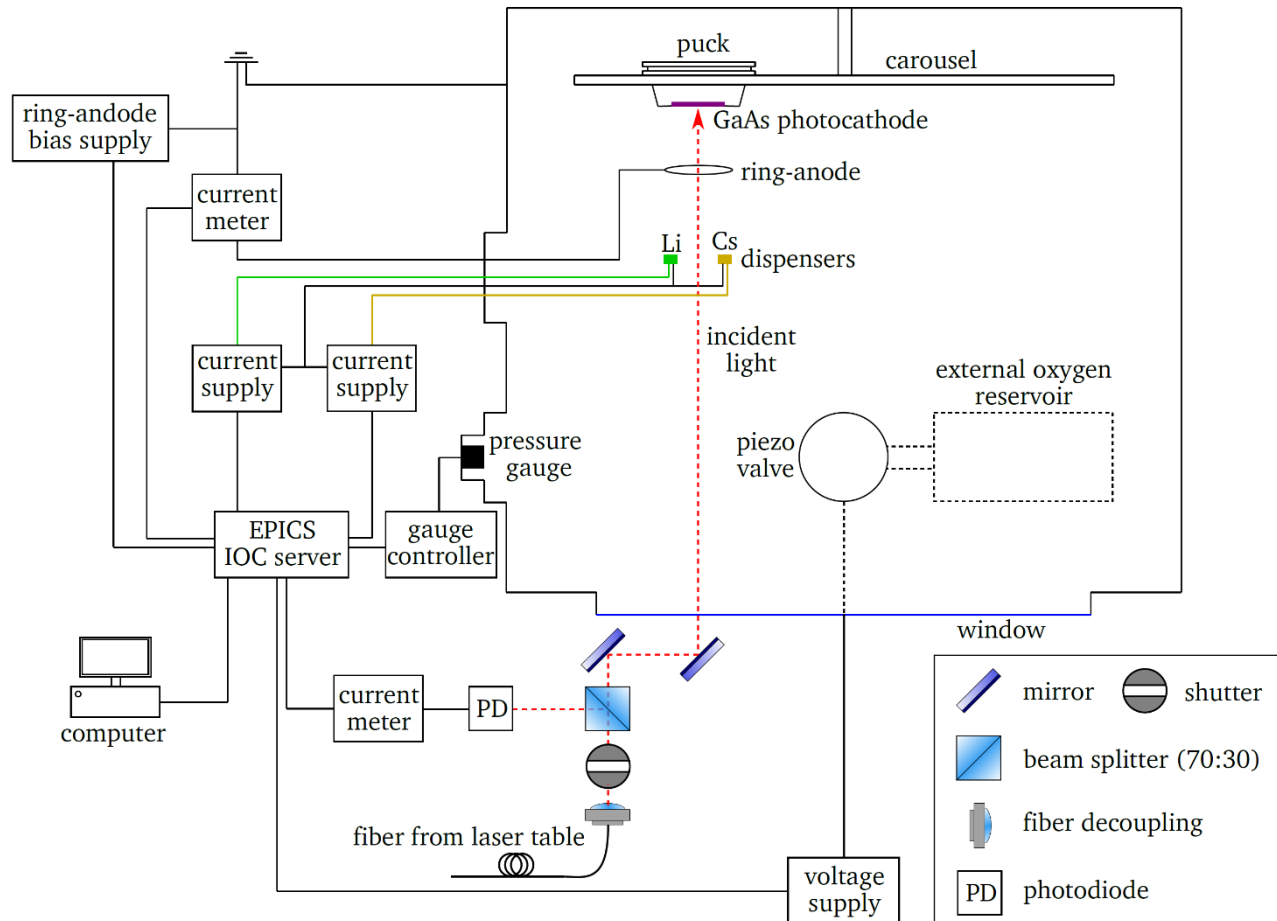 puck
carousel
ring-andode
bias supply
GaAs photocathode
ring-anode
current
meter
Li
Cs
dispensers
incident
light
current
supply
current
supply
external oxygen
reservoir
piezo
valve
pressure
gauge
EPICS
IOC server
gauge
controller
window
computer
current
meter
PD
fiber from laser table
voltage
supply
mirror
shutter
beam splitter (70:30)
fiber decoupling
PD
photodiode